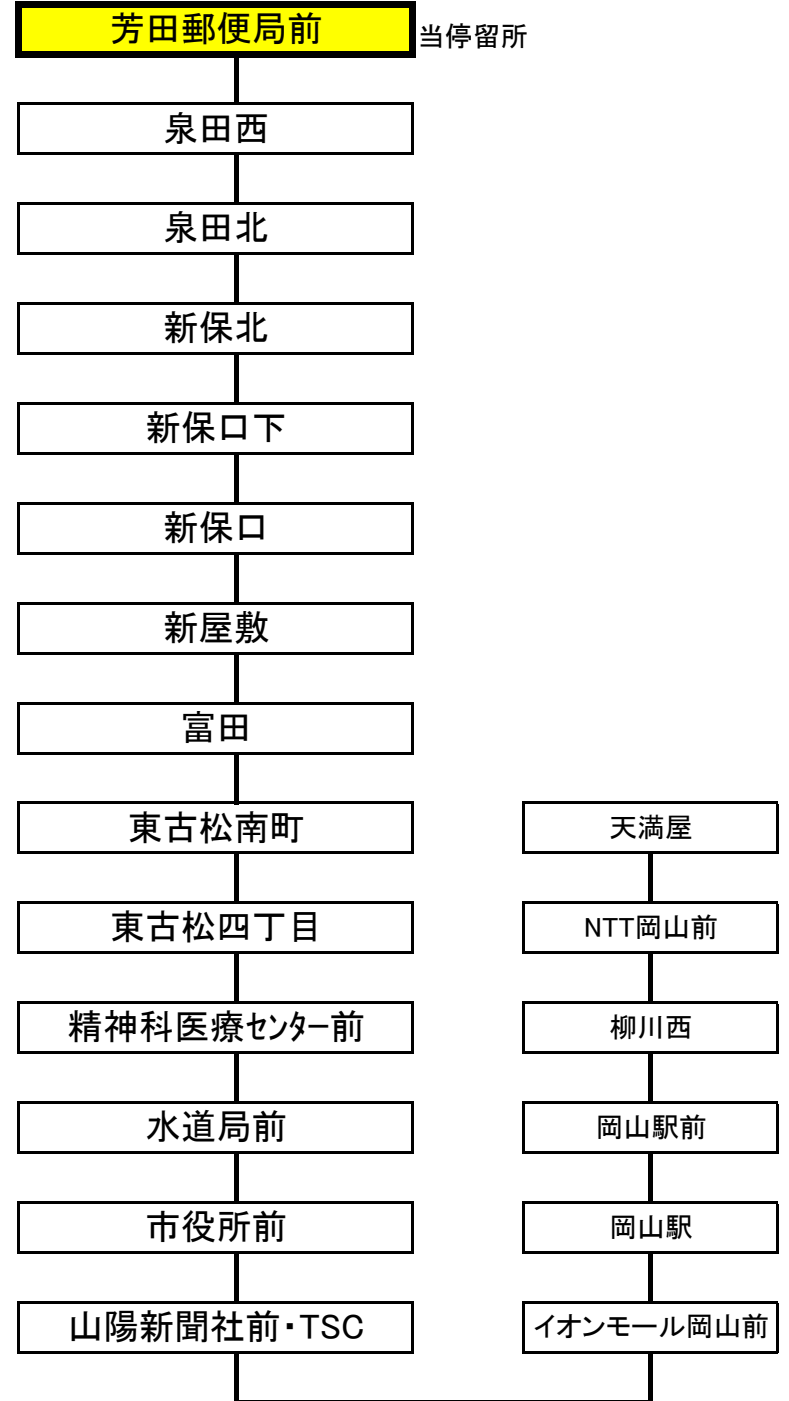 芳田郵便局前
当停留所
泉田西
泉田北
新保北
新保口下
新保口
新屋敷
富田
東古松南町
東古松四丁目
精神科医療ｾﾝﾀｰ前
水道局前
市役所前
山陽新聞社前・TSC
天満屋
NTT岡山前
柳川西
岡山駅前
岡山駅
イオンモール岡山前